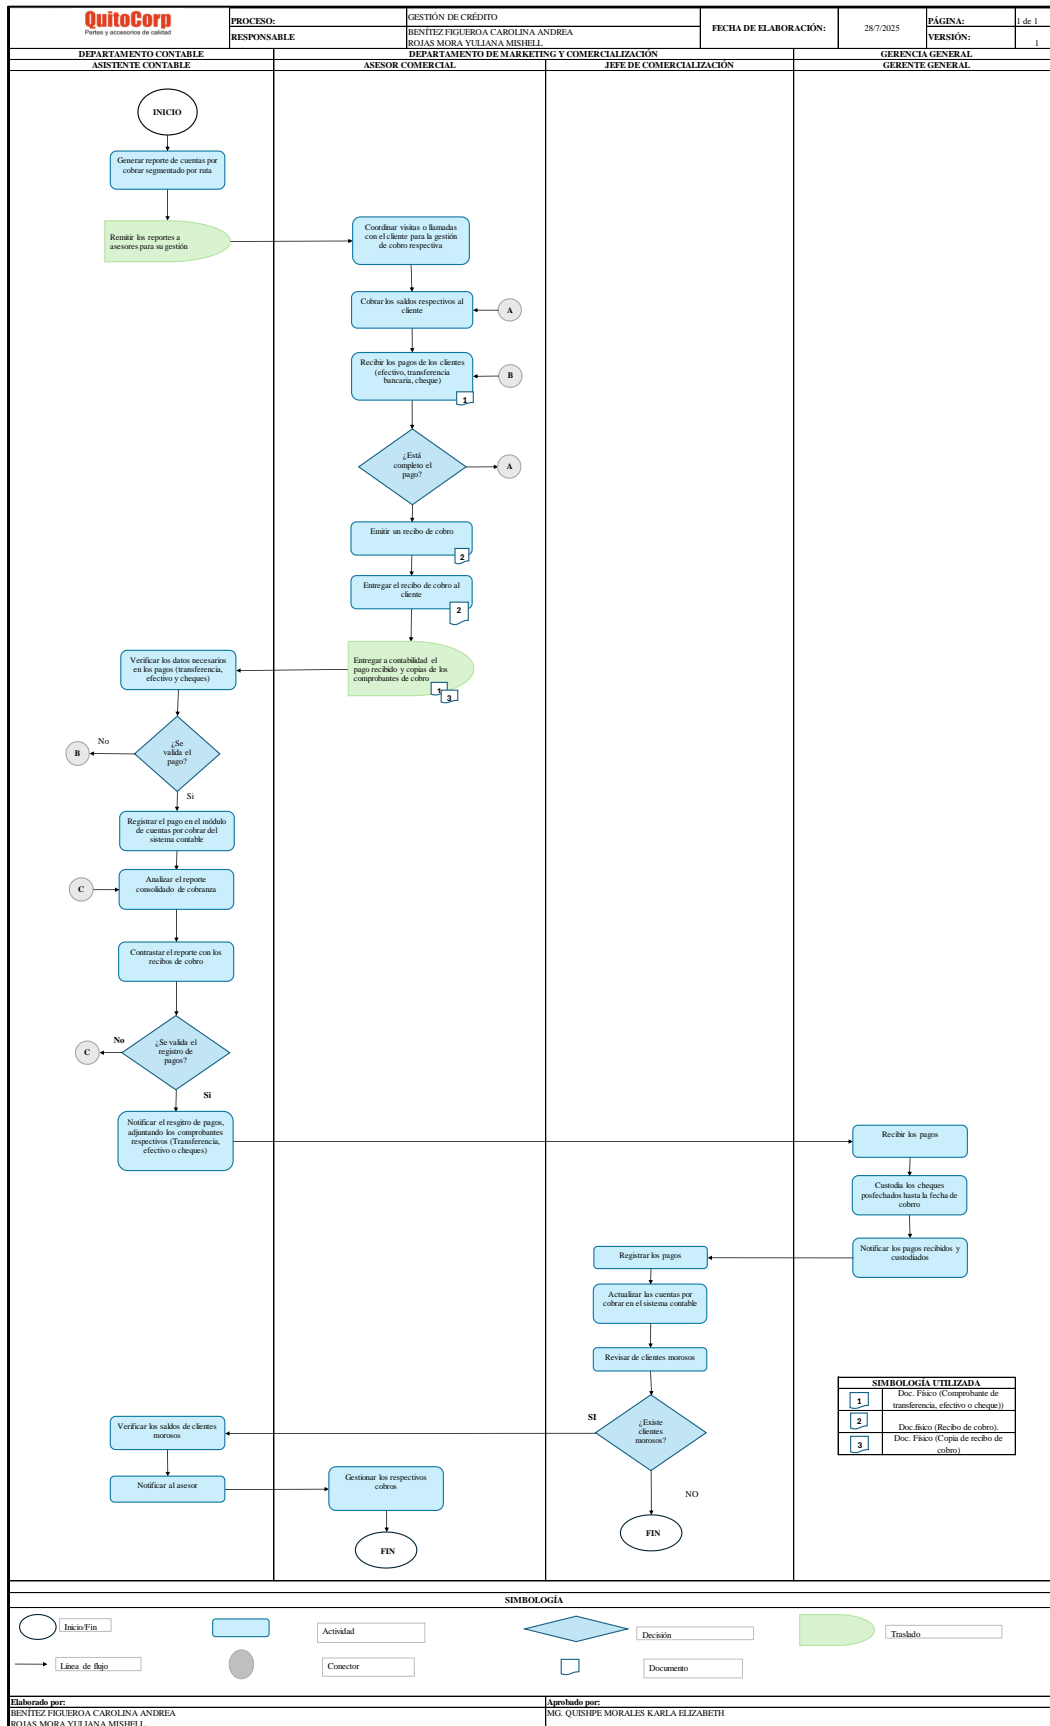 QuitoCorp
Partes y accesorios de calidad
PROCESO:
GESTIÓN DE CRÉDITO
RESPONSABLE
BENÍTEZ FIGUEROA CAROLINA ANDREA
ROJAS MORA YULIANA MISHELL
FECHA DE ELABORACIÓN:
28/7/2025
PÁGINA:
1 de 1
VERSIÓN:
1
DEPARTAMENTO CONTABLE
DEPARTAMENTO DE MARKETING Y COMERCIALIZACIÓN
GERENCIA GENERAL
ASISTENTE CONTABLE
ASESOR COMERCIAL
JEFE DE COMERCIALIZACIÓN
GERENTE GENERAL
INICIO
Generar reporte de cuentas por
cobrar segmentado por ruta
Remitir los reportes a
asesores para su gestión
Coordinar visitas o llamadas
con el cliente para la gestión
de cobro respectiva
Cobrar los saldos respectivos al
cliente
A
Recibir los pagos de los clientes
(efectivo, transferencia
bancaria, cheque)
1
B
¿Está
completo el
pago?
A
Emitir un recibo de cobro
2
Entregar el recibo de cobro al
cliente
2
Entregar a contabilidad el
pago recibido y copias de los
comprobantes de cobro
1
3
Verificar los datos necesarios
en los pagos (transferencia,
efectivo y cheques)
¿Se
valida el
pago?
No
B
Si
Registrar el pago en el módulo
de cuentas por cobrar del
sistema contable
Analizar el reporte
consolidado de cobranza
C
Contrastar el reporte con los
recibos de cobro
¿Se valida el
registro de
pagos?
No
C
Si
Notificar el resgitro de pagos,
adjuntando los comprobantes
respectivos (Transferencia,
efectivo o cheques)
Recibir los pagos
Custodia los cheques
posfechados hasta la fecha de
cobrro
Notificar los pagos recibidos y
custodiados
Registrar los pagos
Actualizar las cuentas por
cobrar en el sistema contable
Revisar de clientes morosos
¿Existe
clientes
morosos?
SI
NO
FIN
Verificar los saldos de clientes
morosos
Notificar al asesor
Gestionar los respectivos
cobros
FIN
SIMBOLOGÍA UTILIZADA
1
Doc. Físico (Comprobante de
transferencia, efectivo o cheque))
2
Doc.físico (Recibo de cobro).
3
Doc. Físico (Copia de recibo de
cobro)
SIMBOLOGÍA
Inicio/Fin
Actividad
Decisión
Traslado
Línea de flujo
Conector
Documento
Elaborado por:
BENÍTEZ FIGUEROA CAROLINA ANDREA
ROJAS MORA YULIANA MISHELL
Aprobado por:
MG. QUISHPE MORALES KARLA ELIZABETH